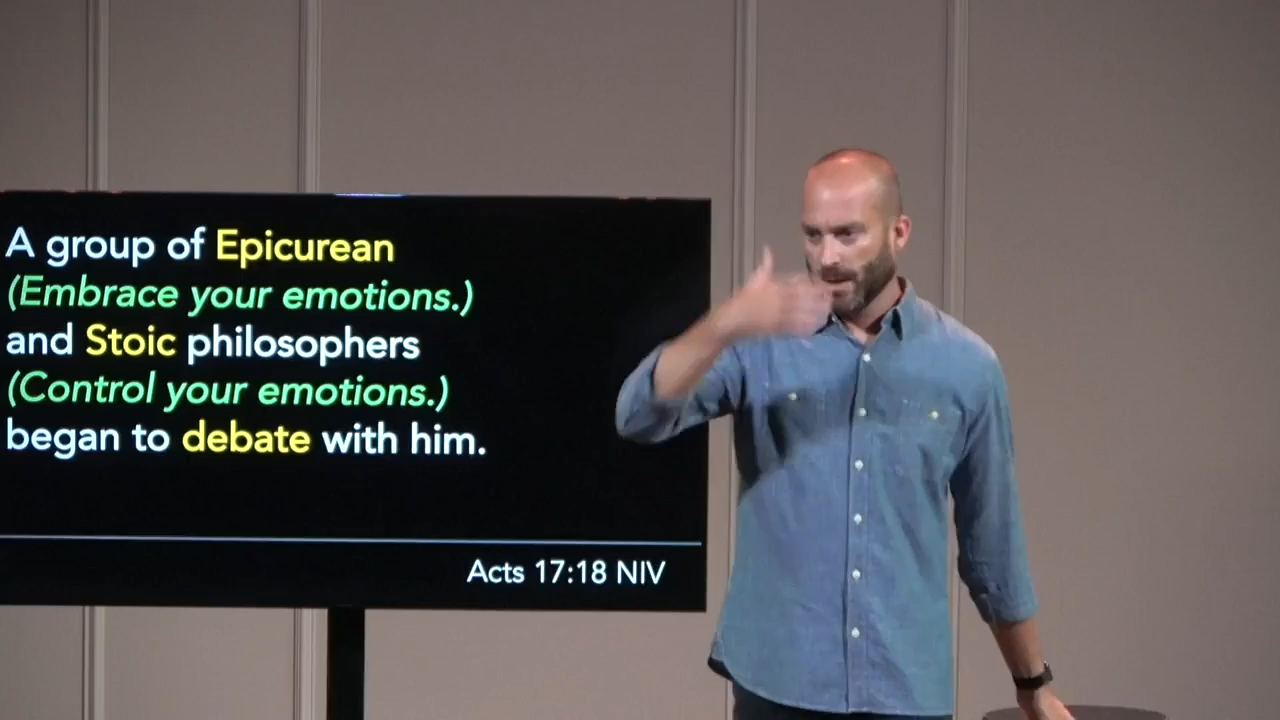 A group of Epicurean
(Embrace your emotions.)
and Stoic philosophers
(Control your emotions.)
began to debate with him.
Acts 17:18 NIV